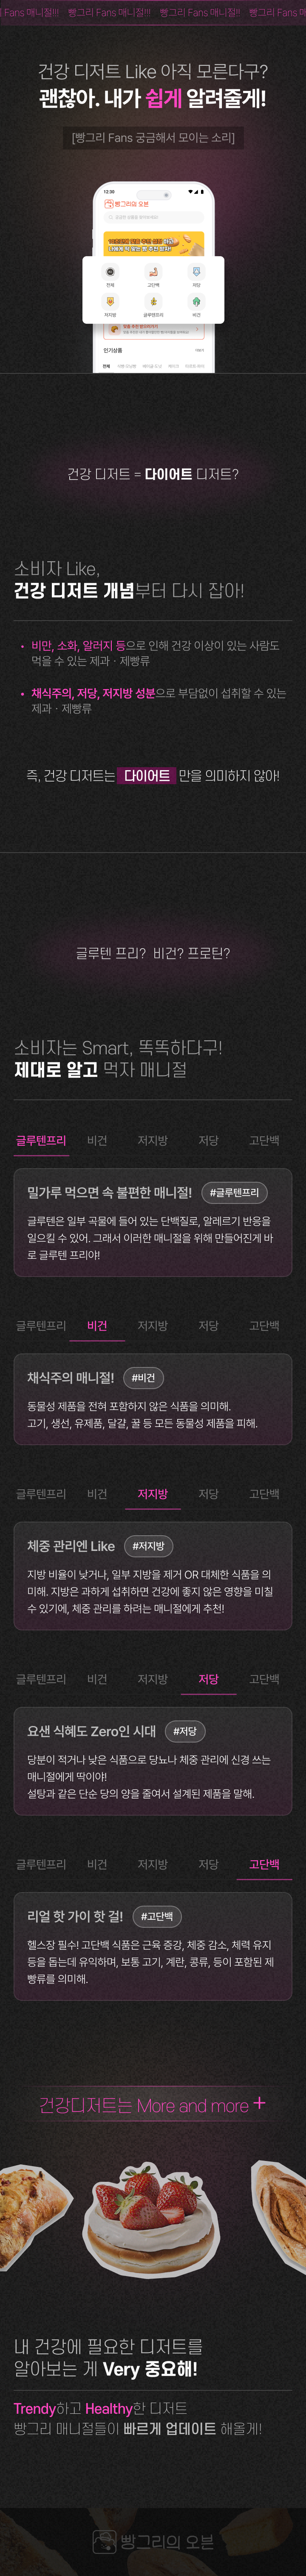 Fans 매니절!!! 빵그리 Fans 매니절!!! 빵그리 Fans 매니절!! 빵그리 Fans
건강 디저트 Like 아직 모른다구?
괜찮아. 내가 쉽게 알려줄게!
[빵그리 Fans 궁금해서 모이는 소리]
12:30
빵그리의 오븐
전체 고단백 저당
저지방 글루텐프리 비건
인기상품
건강 디저트 = 다이어트 디저트?
소비자 Like,
건강 디저트 개념부터 다시 잡아!
• 비만, 소화, 알러지 등으로 인해 건강 이상이 있는 사람도
먹을 수 있는 제과 · 제빵류
• 채식주의, 저당, 저지방 성분으로 부담없이 섭취할 수 있는
제과 · 제빵류
즉, 건강 디저트는 다이어트 만을 의미하지 않아!
글루텐 프리? 비건? 프로틴?
소비자는 Smart, 똑똑하다구!
제대로 알고 먹자 매니절
글루텐프리 비건 저지방 저당 고단백
밀가루 먹으면 속 불편한 매니절! #글루텐프리
글루텐은 일부 곡물에 들어 있는 단백질로, 알레르기 반응을
일으킬 수 있어. 그래서 이러한 매니절을 위해 만들어진게 바
로 글루텐 프리야!
글루텐프리 비건 저지방 저당 고단백
채식주의 매니절! #비건
동물성 제품을 전혀 포함하지 않은 식품을 의미해.
고기, 생선, 유제품, 달걀, 꿀 등 모든 동물성 제품을 피해.
글루텐프리 비건 저지방 저당 고단백
체중 관리엔 Like #저지방
지방 비율이 낮거나, 일부 지방을 제거 OR 대체한 식품을 의
미해. 지방은 과하게 섭취하면 건강에 좋지 않은 영향을 미칠
수 있기에, 체중 관리를 하려는 매니절에게 추천!
글루텐프리 비건 저지방 저당 고단백
요샌 식혜도 Zero인 시대 #저당
당분이 적거나 낮은 식품으로 당뇨나 체중 관리에 신경 쓰는
매니절에게 딱이야!
설탕과 같은 단순 당의 양을 줄여서 설계된 제품을 말해.
글루텐프리 비건 저지방 저당 고단백
리얼 핫 가이 핫 걸! #고단백
헬스장 필수! 고단백 식품은 근육 증강, 체중 감소, 체력 유지
등을 돕는데 유익하며, 보통 고기, 계란, 콩류, 등이 포함된 제
빵류를 의미해.
건강디저트는 More and more +
내 건강에 필요한 디저트를
알아보는 게 Very 중요해!
Trendy하고 Healthy한 디저트
빵그리 매니절들이 빠르게 업데이트 해올게!
빵그리의 오븐